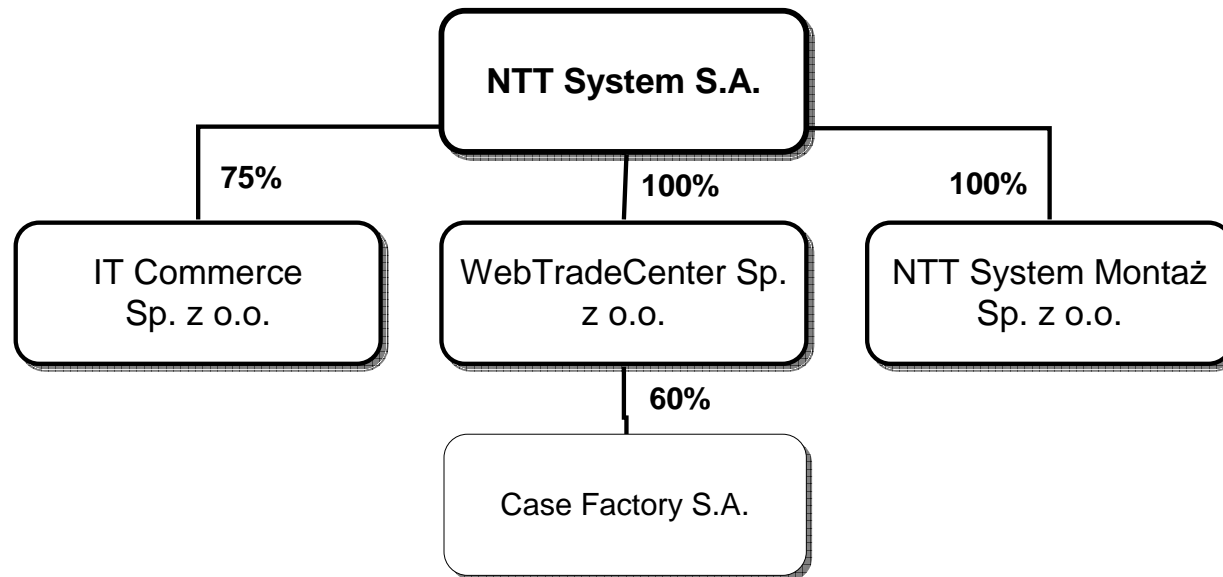 NTT System S.A.
75%
100%
100%
IT Commerce
Sp. z o.o.
WebTradeCenter Sp.
z o.o.
NTT System Montaż
Sp. z o.o.
60%
Case Factory S.A.